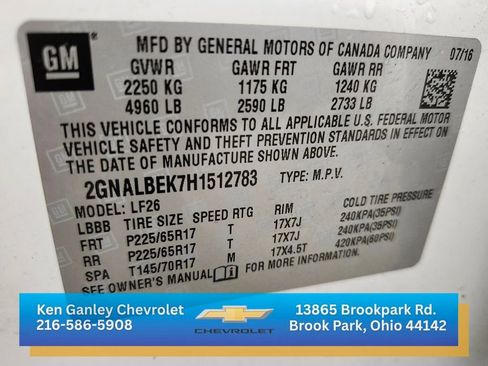 GM
MFD BY GENERAL MOTORS OF CANADA COMPANY 07/16
GVWR GAWR FRT GAWR RR
2250 KG 1175 KG 1240 KG
4960 LB 2590 LB 2733 LB
THIS VEHICLE CONFORMS TO ALL APPLICABLE U.S. FEDERAL MOTOR
VEHICLE SAFETY AND THEFT PREVENTION STANDARDS IN EFFECT ON
THE DATE OF MANUFACTURE SHOWN ABOVE.
2GNALBEK7H1512783 TYPE: M.P.V.
MODEL: LF26
LBBB TIRE SIZE SPEED RTG RIM COLD TIRE PRESSURE
FRT P225/65R17 T 17X7J 240KPA(35PSI)
RR P225/65R17 T 17X7J 240KPA(35PSI)
SPA T145/70R17 M 17X4.5T 420KPA(60PSI)
SEE OWNER'S MANUAL FOR MORE INFORMATION.
Ken Ganley Chevrolet
216-586-5908
CHEVROLET
13865 Brookpark Rd.
Brook Park, Ohio 44142